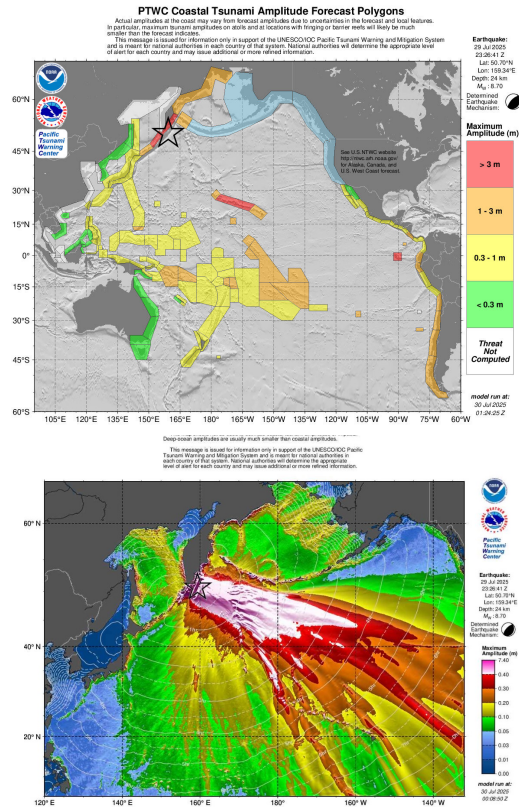 PTWC Coastal Tsunami Amplitude Forecast Polygons
Actual amplitudes at the coast may vary from forecast amplitudes due to uncertainties in the forecast and local features.
In particular, maximum tsunami amplitudes on atolls and at locations with fringing or barrier reefs will likely be much
smaller than the forecast indicates.
This message is issued for information only in support of the UNESCO/IOC Pacific Tsunami Warning and Mitigation System
and is meant for national authorities in each country of that system. National authorities will determine the appropriate
level of alert for each country and may issue additional or more refined information.
Earthquake:
29 Jul 2025
23:26:41 Z
Lat: 50.70°N
Lon: 159.34°E
Depth: 24 km
Mw: 8.70
Determined
Earthquake
Mechanism:
NOAA
Pacific
Tsunami
Warning
Center
See U.S. NTWC website
for Alaska, Canada, and
U.S. West Coast forecast.
Maximum
Amplitude (m)
> 3 m
1 - 3 m
0.3 - 1 m
< 0.3 m
Threat
Not
Computed
model run at:
30 Jul 2025
01:24:25 Z
60°N
45°N
30°N
15°N
0°
15°S
30°S
45°S
60°S
105°E 120°E 135°E 150°E 165°E 180° 165°W 150°W 135°W 120°W 105°W 90°W 75°W 60°W
Deep-ocean amplitudes are usually much smaller than coastal amplitudes.
This message is issued for information only in support of the UNESCO/IOC Pacific
Tsunami Warning and Mitigation System and is meant for national authorities in
each country of that system. National authorities will determine the appropriate
level of alert for each country and may issue additional or more refined information.
Pacific
Tsunami
Warning
Center
Earthquake:
29 Jul 2025
23:26:41 Z
Lat: 50.70°N
Lon: 159.34°E
Depth: 24 km
Mw: 8.70
Determined
Earthquake
Mechanism:
Maximum
Amplitude (m)
7.40
0.40
0.30
0.20
0.10
0.05
0.03
0.01
0.00
model run at:
30 Jul 2025
00:08:50 Z
60° N
40° N
20° N
120° E 140° E 160° E 180° W 160° W 140° W